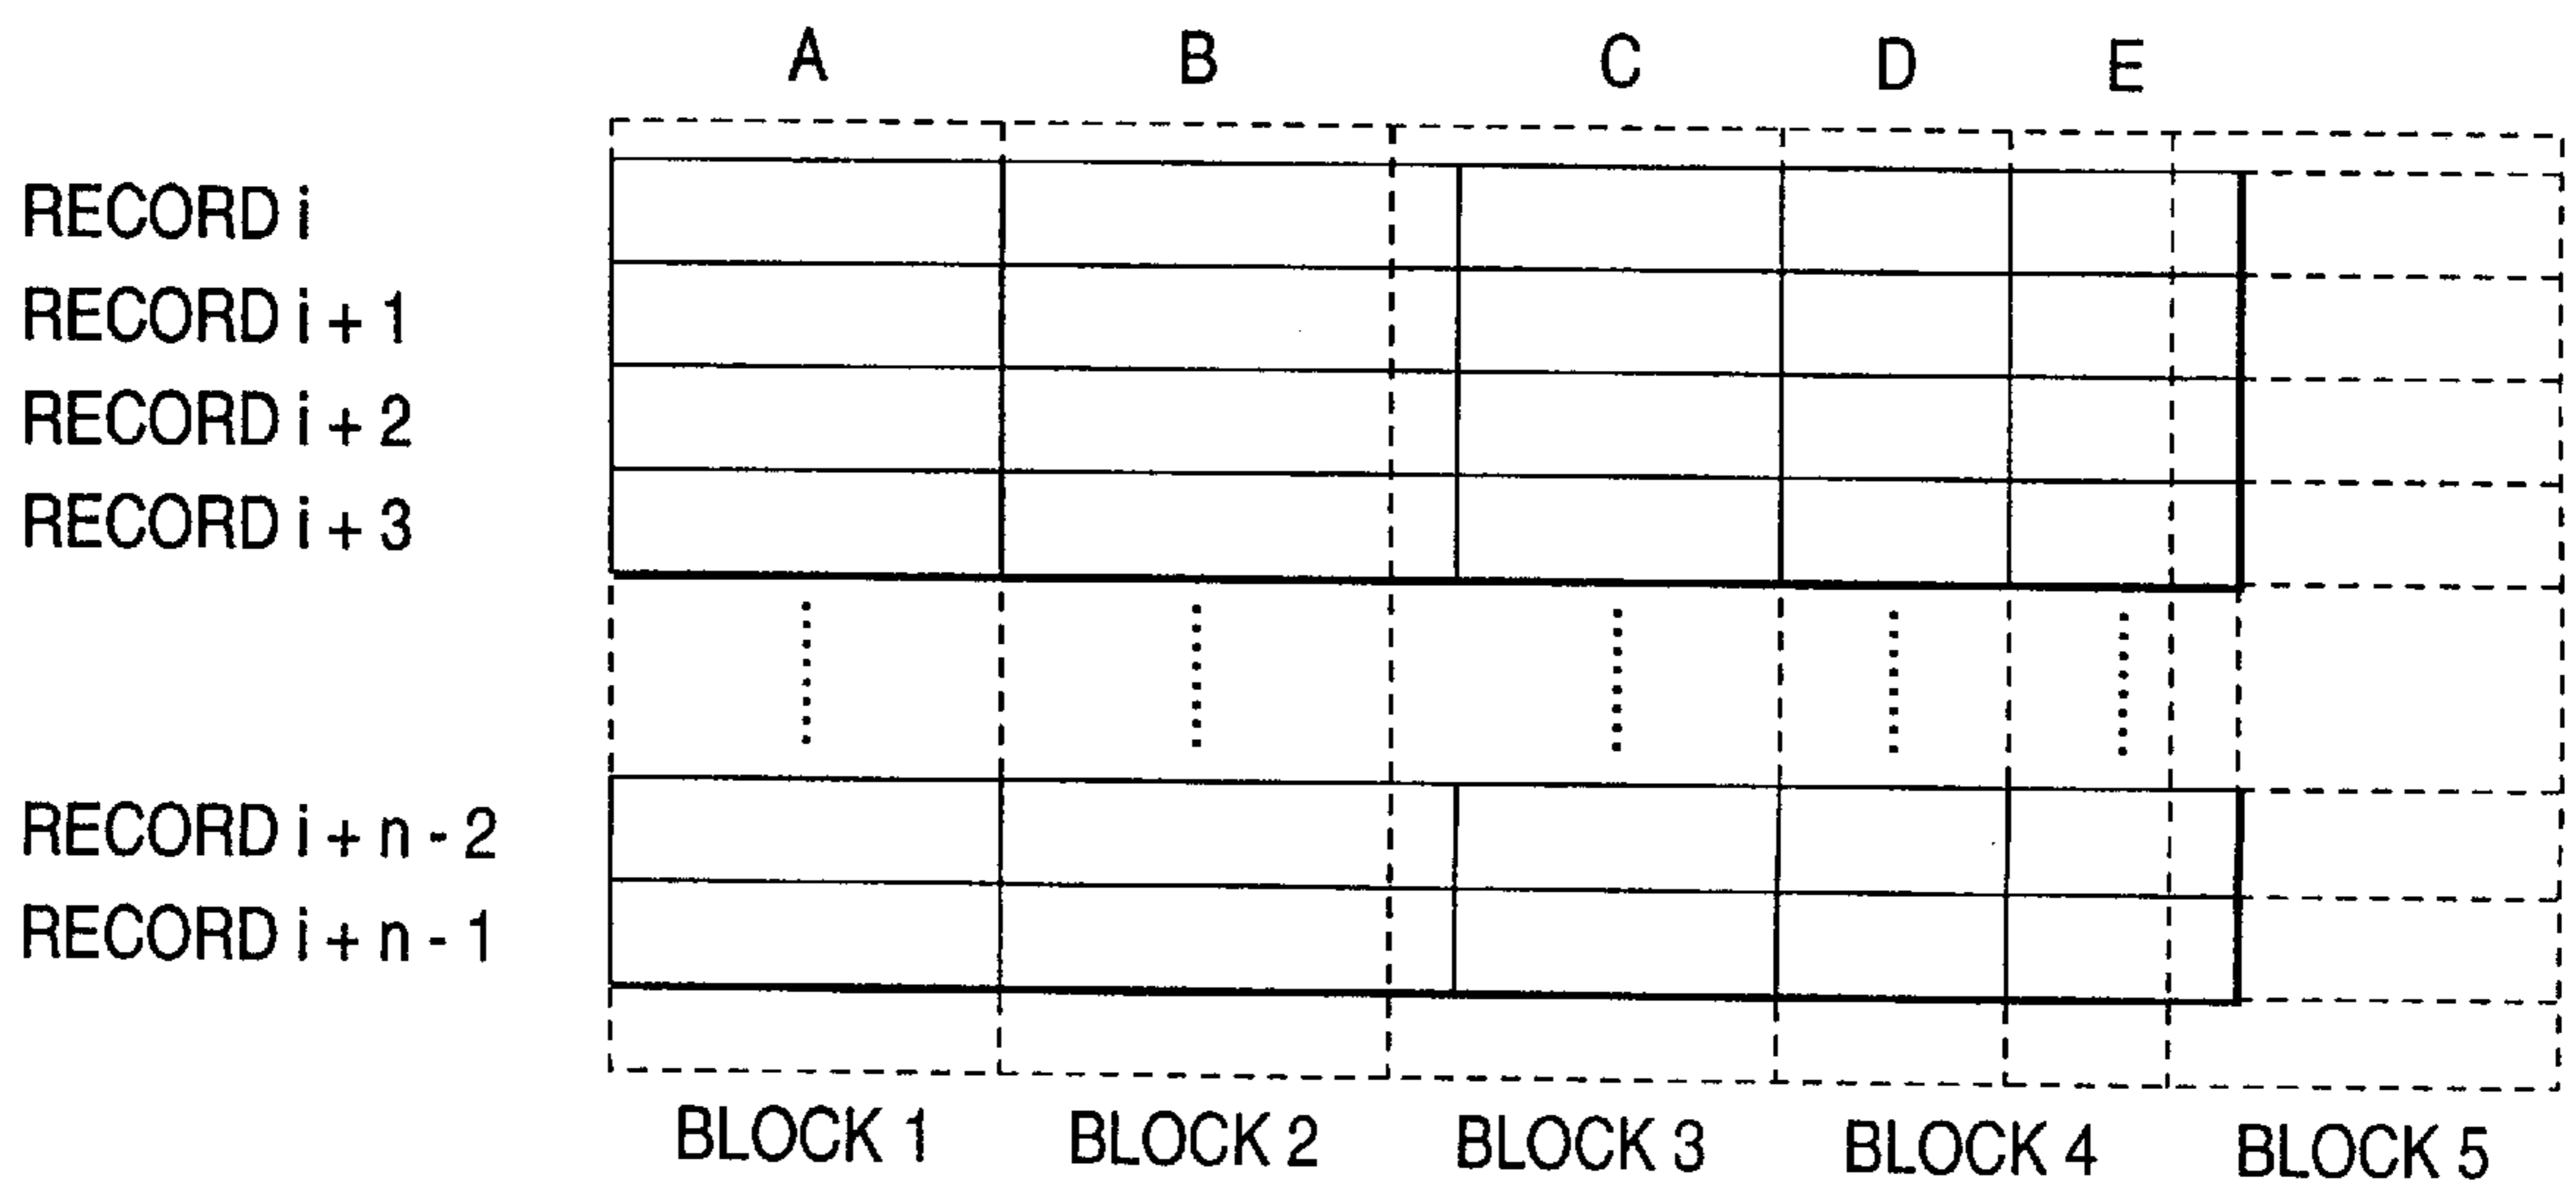 A B C D E
RECORD i
RECORD i + 1
RECORD i + 2
RECORD i + 3
RECORD i + n - 2
RECORD i + n - 1
BLOCK 1 BLOCK 2 BLOCK 3 BLOCK 4 BLOCK 5